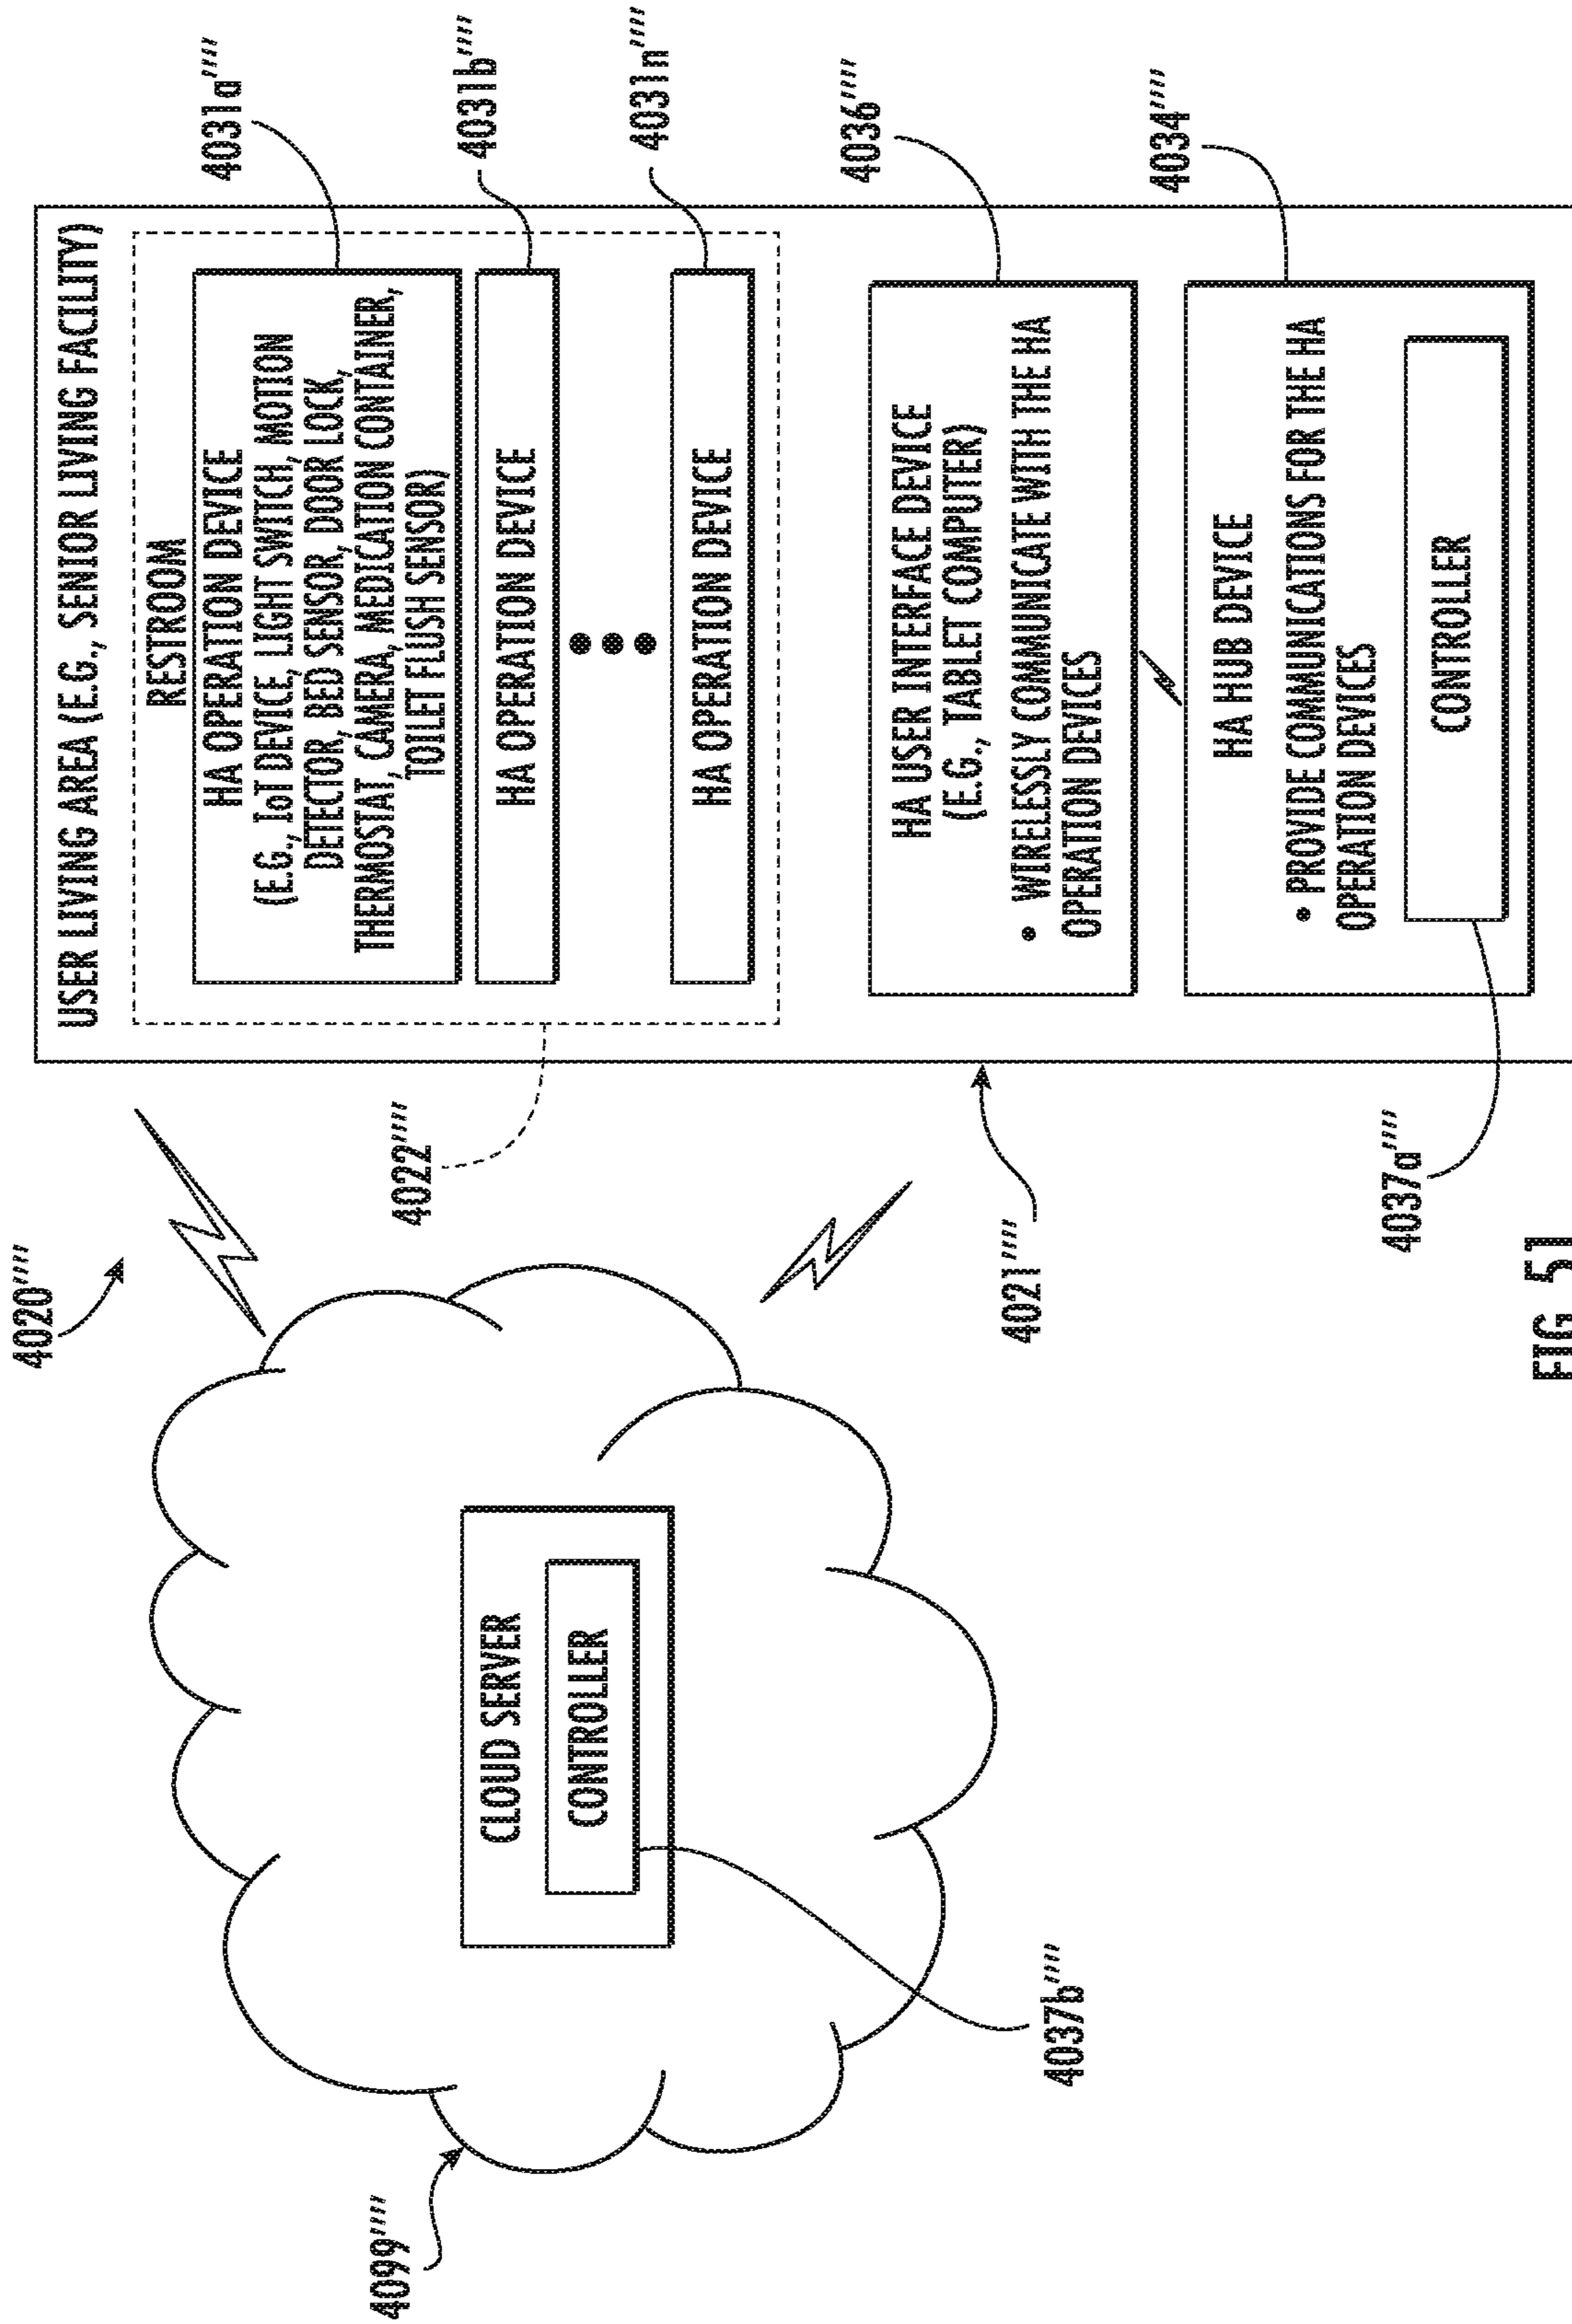 4020''''
USER LIVING AREA (E.G., SENIOR LIVING FACILITY)
RESTROOM
HA OPERATION DEVICE
(E.G., IoT DEVICE, LIGHT SWITCH, MOTION
DETECTOR, BED SENSOR, DOOR LOCK,
THERMOSTAT, CAMERA, MEDICATION CONTAINER,
TOILET FLUSH SENSOR)
4031a''''
HA OPERATION DEVICE
4031b''''
HA OPERATION DEVICE
4031n''''
4022''''
HA USER INTERFACE DEVICE
(E.G., TABLET COMPUTER)
• WIRELESSLY COMMUNICATE WITH THE HA
OPERATION DEVICES
4036''''
HA HUB DEVICE
• PROVIDE COMMUNICATIONS FOR THE HA
OPERATION DEVICES
CONTROLLER
4034''''
4021''''
4037a''''
4099''''
CLOUD SERVER
CONTROLLER
4037b''''
FIG. 51